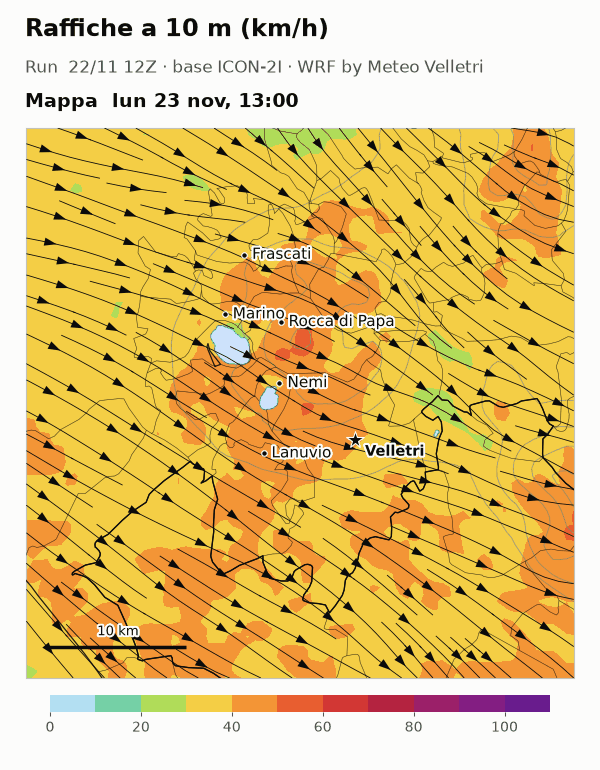 Raffiche a 10 m (km/h)
Run  22/11 12Z · base ICON-2I · WRF by Meteo Velletri
Mappa  lun 23 nov, 13:00
Frascati
Marino
Rocca di Papa
Nemi
Velletri
Lanuvio
10 km
0 20 40 60 80 100